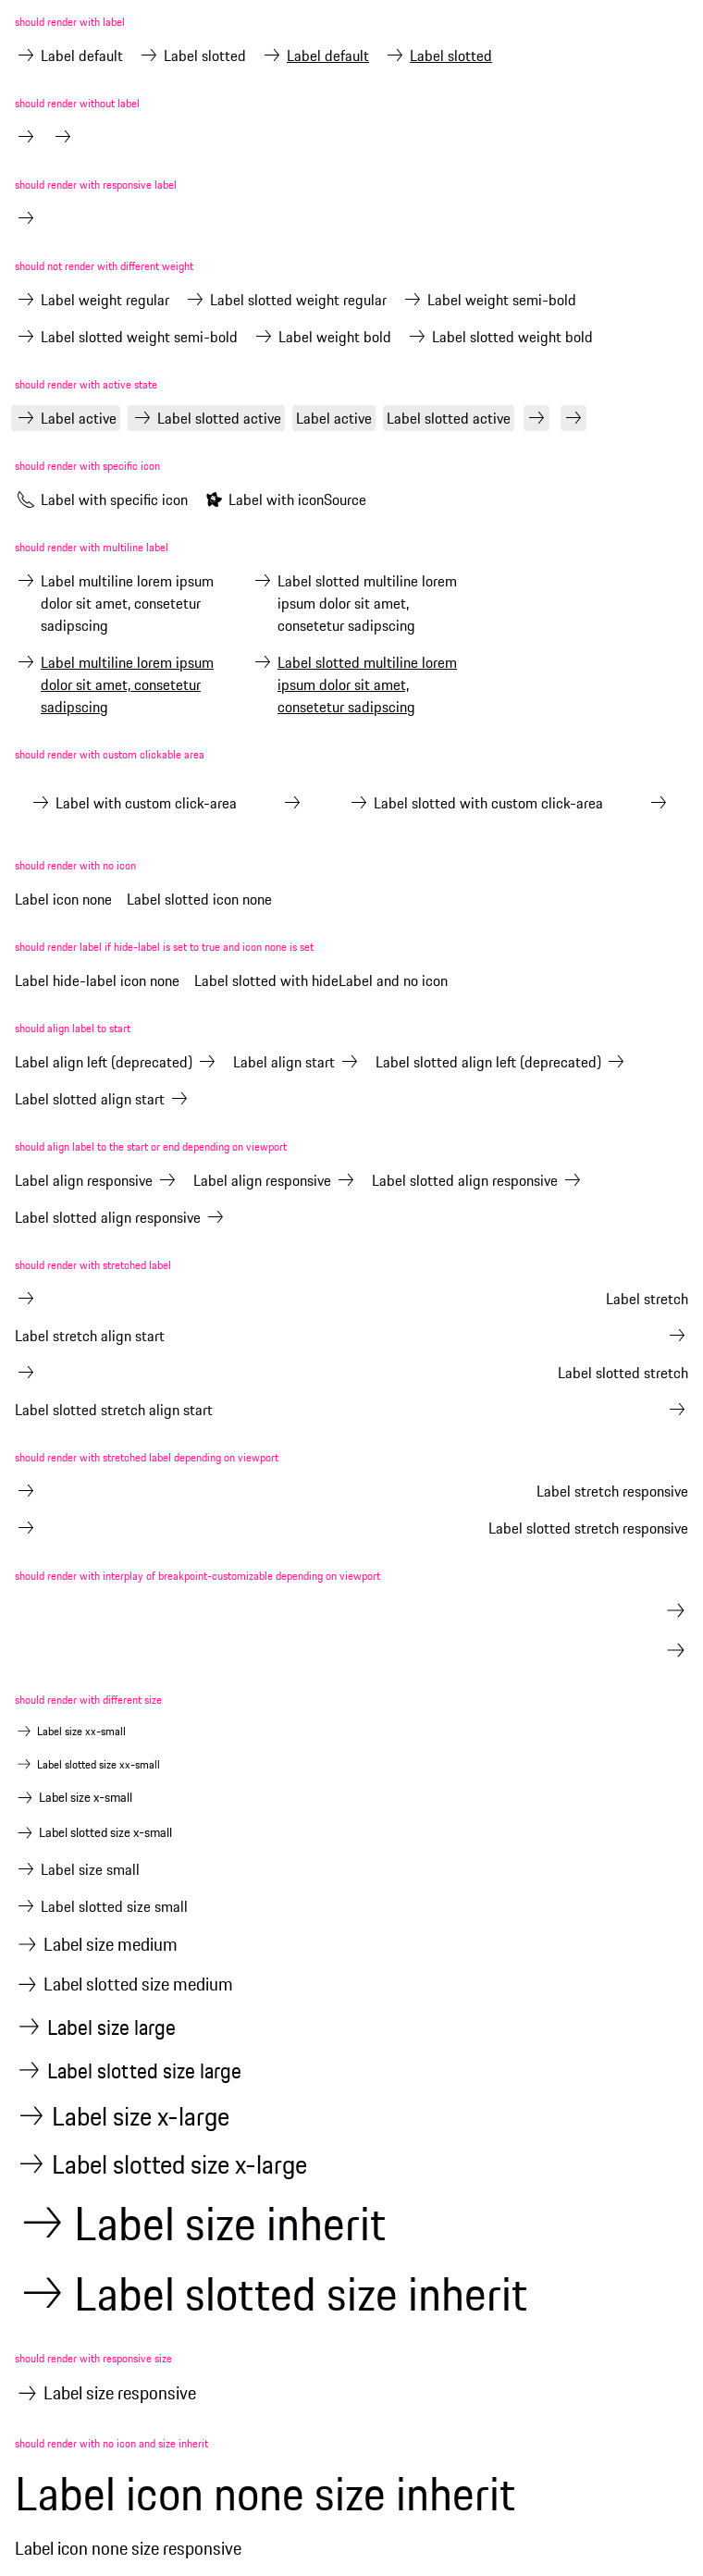 should render with label
Label default Label slotted Label default Label slotted
should render without label
should render with responsive label
should not render with different weight
Label weight regular Label slotted weight regular Label weight semi-bold
Label slotted weight semi-bold Label weight bold Label slotted weight bold
should render with active state
Label active Label slotted active Label active Label slotted active
should render with specific icon
Label with specific icon Label with iconSource
should render with multiline label
Label multiline lorem ipsum
dolor sit amet, consetetur
sadipscing
Label slotted multiline lorem
ipsum dolor sit amet,
consetetur sadipscing
Label multiline lorem ipsum
dolor sit amet, consetetur
sadipscing
Label slotted multiline lorem
ipsum dolor sit amet,
consetetur sadipscing
should render with custom clickable area
Label with custom click-area Label slotted with custom click-area
should render with no icon
Label icon none Label slotted icon none
should render label if hide-label is set to true and icon none is set
Label hide-label icon none Label slotted with hideLabel and no icon
should align label to start
Label align left (deprecated) Label align start Label slotted align left (deprecated)
Label slotted align start
should align label to the start or end depending on viewport
Label align responsive Label align responsive Label slotted align responsive
Label slotted align responsive
should render with stretched label
Label stretch
Label stretch align start
Label slotted stretch
Label slotted stretch align start
should render with stretched label depending on viewport
Label stretch responsive
Label slotted stretch responsive
should render with interplay of breakpoint-customizable depending on viewport
should render with different size
Label size xx-small
Label slotted size xx-small
Label size x-small
Label slotted size x-small
Label size small
Label slotted size small
Label size medium
Label slotted size medium
Label size large
Label slotted size large
Label size x-large
Label slotted size x-large
Label size inherit
Label slotted size inherit
should render with responsive size
Label size responsive
should render with no icon and size inherit
Label icon none size inherit
Label icon none size responsive